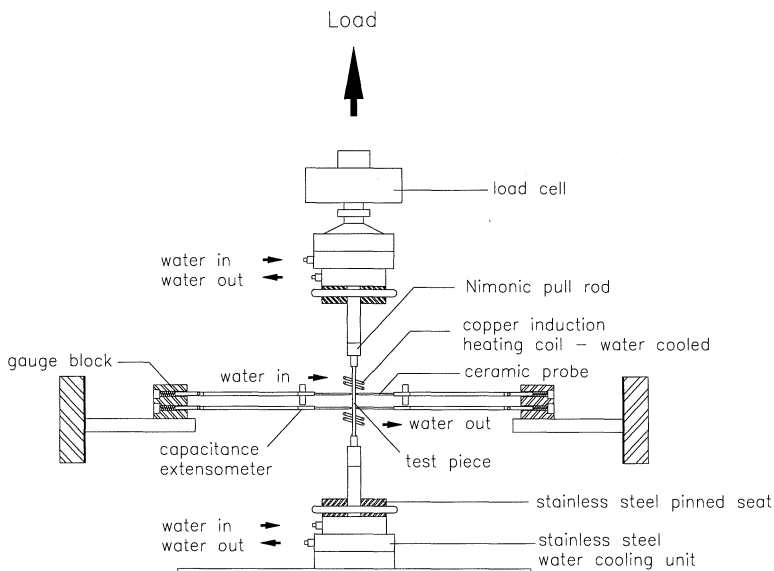 Load
load cell
water in
water out
Nimonic pull rod
copper induction
heating coil – water cooled
gauge block
water in
ceramic probe
water out
capacitance
extensometer
test piece
stainless steel pinned seat
water in
water out
stainless steel
water cooling unit